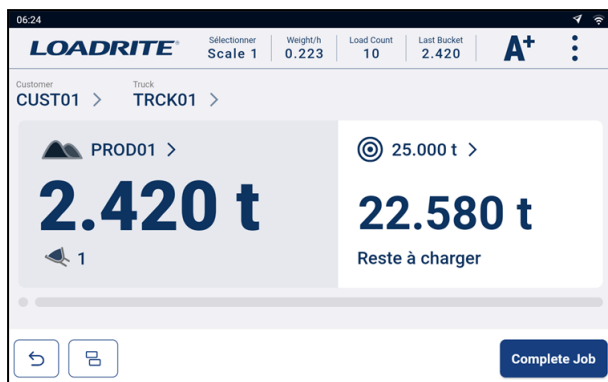 06:24
LOADRITE
Sélectionner
Scale 1
Weight/h
0.223
Load Count
10
Last Bucket
2.420
A+
Customer
CUST01 >
Truck
TRCK01 >
PROD01 >
2.420 t
1
25.000 t >
22.580 t
Reste à charger
Complete Job